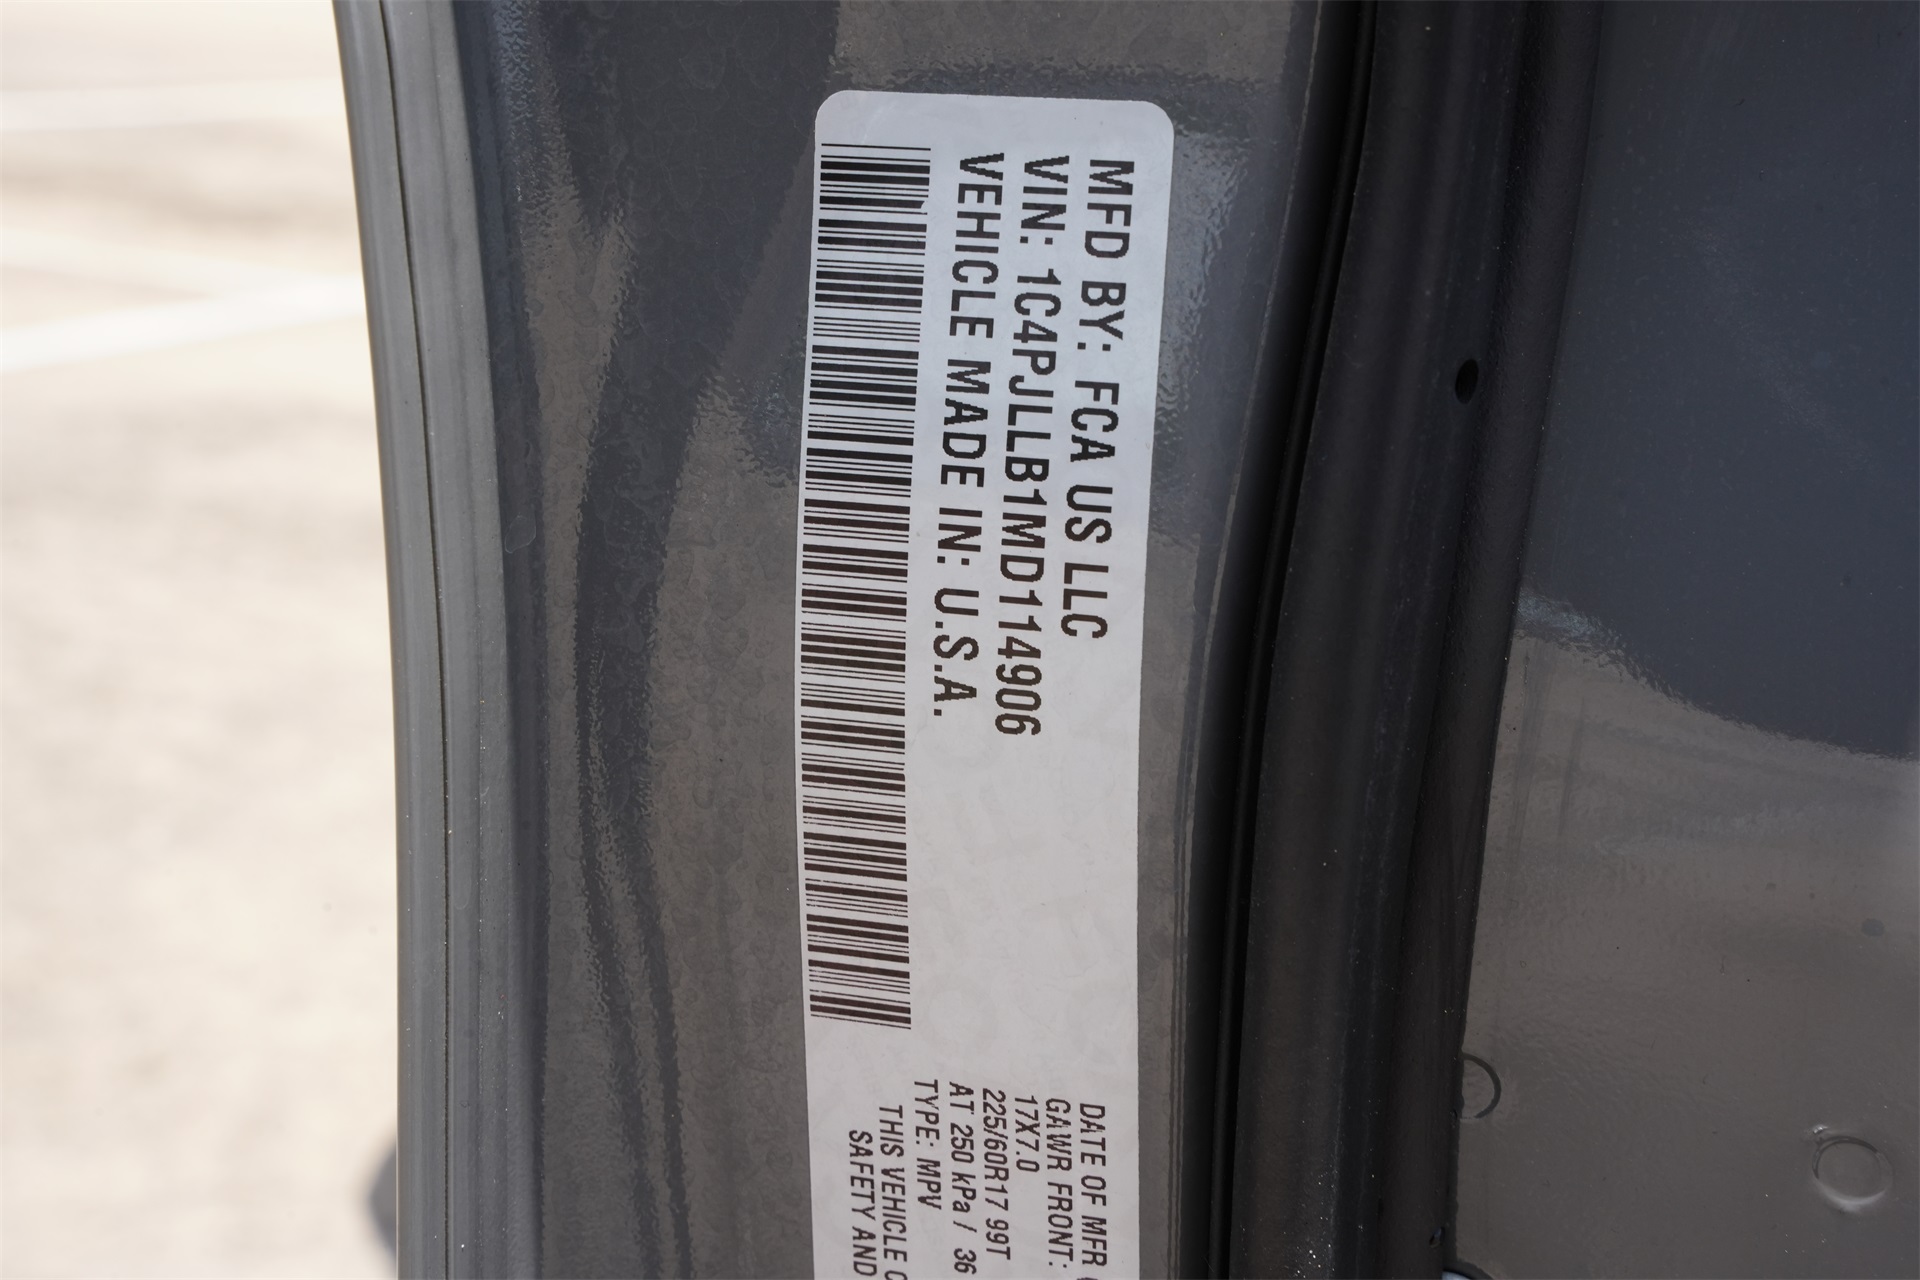 MFD BY: FCA US LLC
VIN: 1C4PJLLB1MD114906
VEHICLE MADE IN: U.S.A.
DATE OF MFR
GAWR FRONT:
17X7.0
225/60R17 99T
AT 250 kPa / 36
TYPE: MPV
THIS VEHICLE C
SAFETY AND